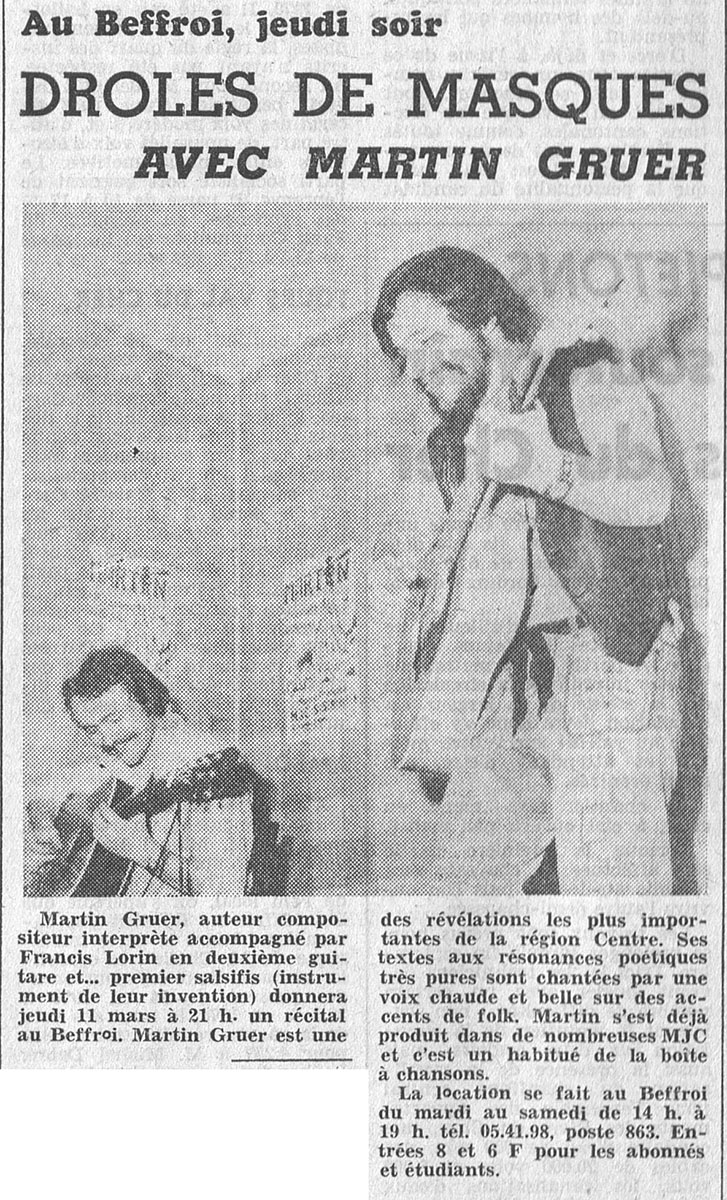 Au Beffroi, jeudi soir
DROLES DE MASQUES
AVEC MARTIN GRUER
MARTIN
MARTIN
Martin Gruer, auteur compo-
siteur interprète accompagné par
Francis Lorin en deuxième gui-
tare et... premier salsifis (instru-
ment de leur invention) donnera
jeudi 11 mars à 21 h. un récital
au Beffroi. Martin Gruer est une
des révélations les plus impor-
tantes de la région Centre. Ses
textes aux résonances poétiques
très pures sont chantées par une
voix chaude et belle sur des ac-
cents de folk. Martin s'est déjà
produit dans de nombreuses MJC
et c'est un habitué de la boîte
à chansons.
La location se fait au Beffroi
du mardi au samedi de 14 h. à
19 h. tél. 05.41.98, poste 863. En-
trées 8 et 6 F pour les abonnés
et étudiants.